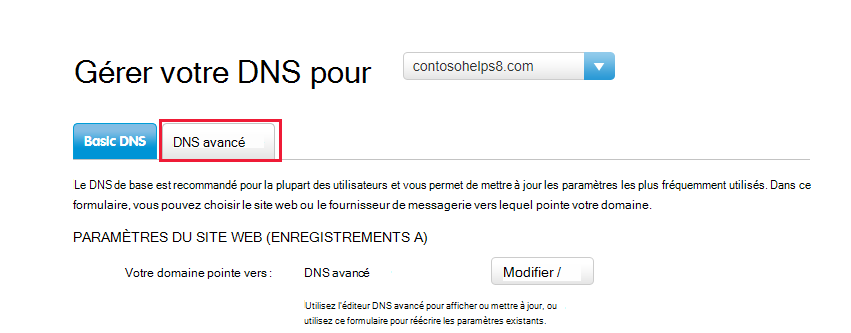 Gérer votre DNS pour contosohelps8.com
Basic DNS DNS avancé
Le DNS de base est recommandé pour la plupart des utilisateurs et vous permet de mettre à jour les paramètres les plus fréquemment utilisés. Dans ce
formulaire, vous pouvez choisir le site web ou le fournisseur de messagerie vers lequel pointe votre domaine.
PARAMÈTRES DU SITE WEB (ENREGISTREMENTS A)
Votre domaine pointe vers : DNS avancé Modifier /
Utilisez l'éditeur DNS avancé pour afficher ou mettre à jour, ou
utilisez ce formulaire pour réécrire les paramètres existants.